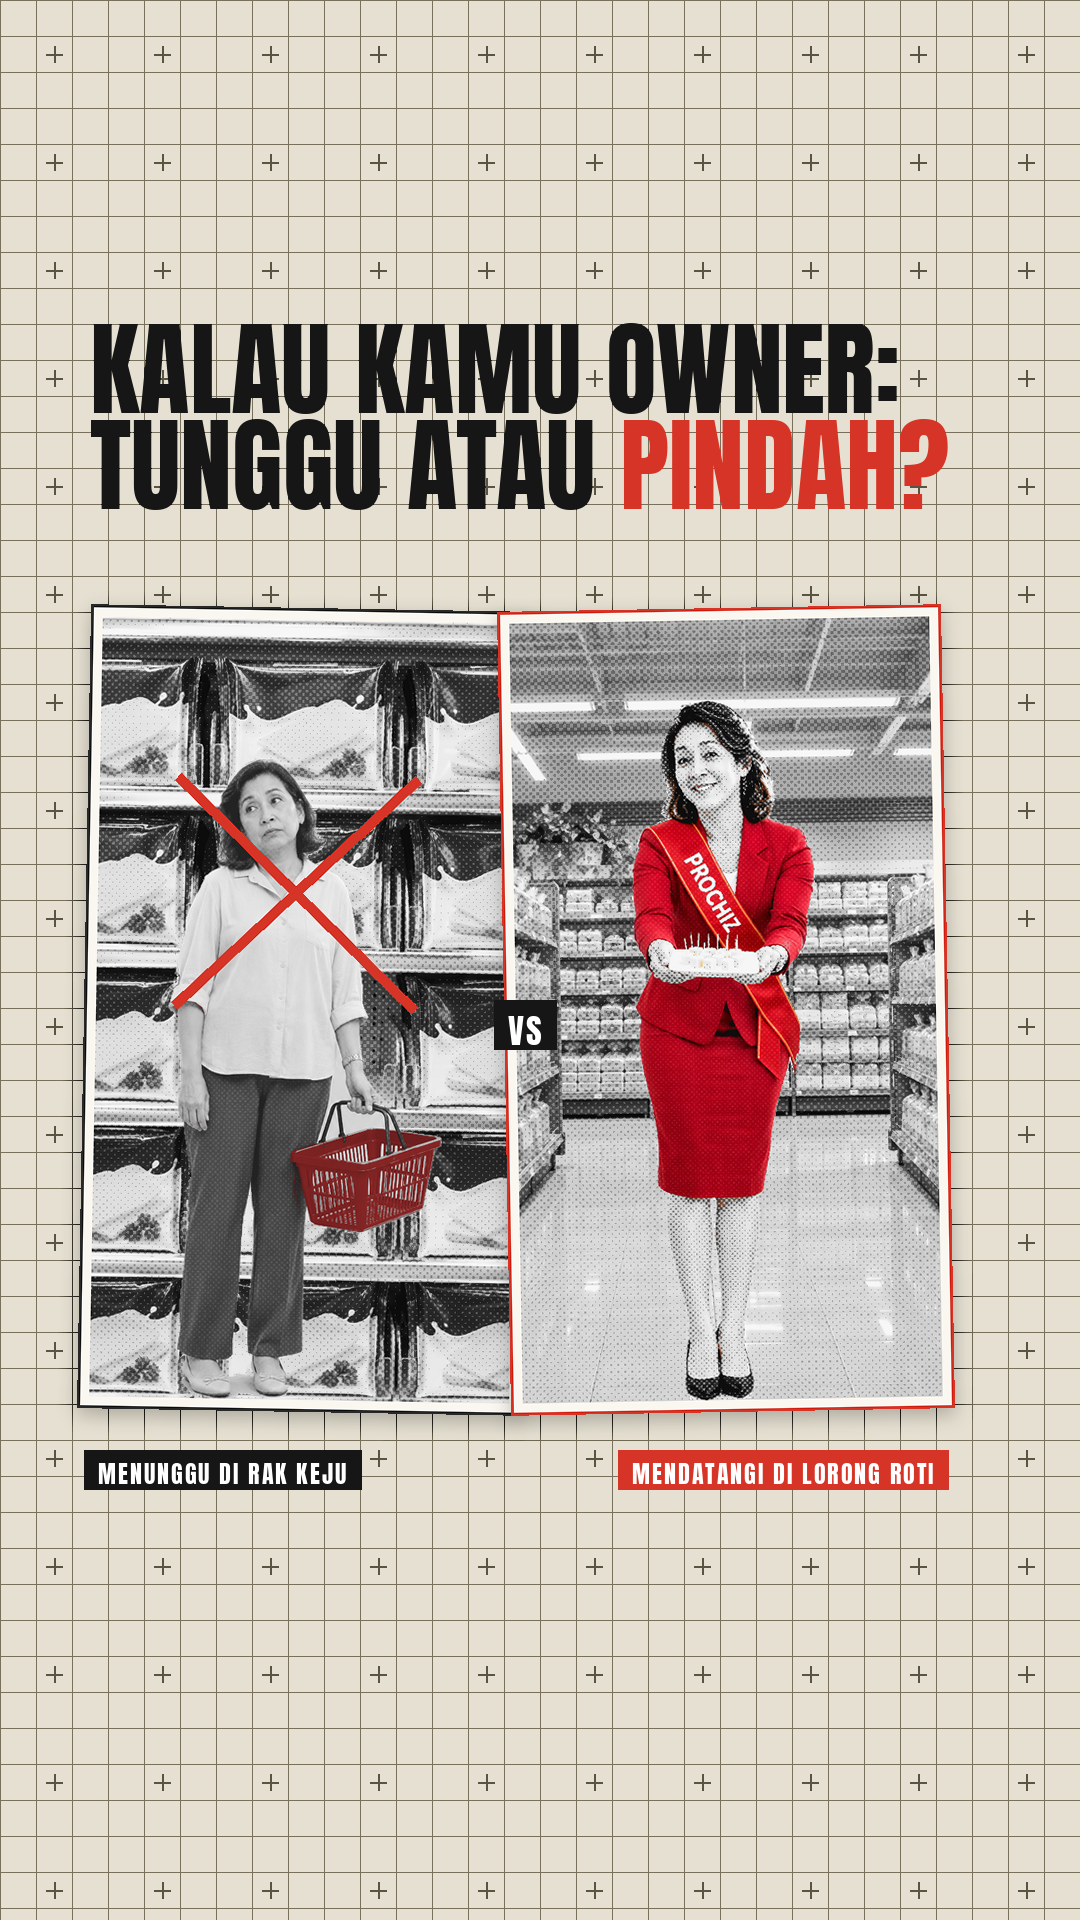 KALAU KAMU OWNER:
TUNGGU ATAU PINDAH?
PROCHIZ
VS
MENUNGGU DI RAK KEJU
MENDATANGI DI LORONG ROTI